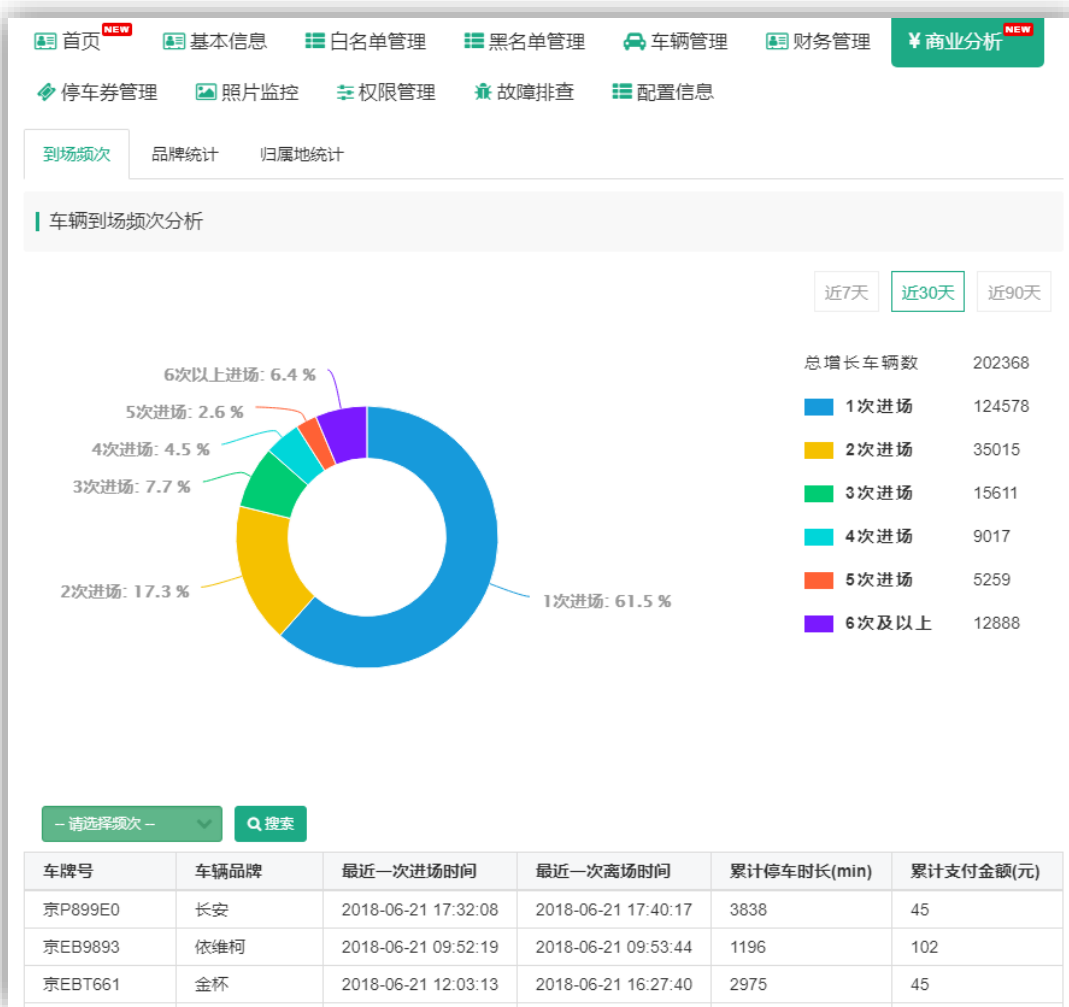 首页 NEW 基本信息 白名单管理 黑名单管理 车辆管理 财务管理 ¥商业分析 NEW
停车券管理 照片监控 权限管理 故障排查 配置信息
到场频次 品牌统计 归属地统计
车辆到场频次分析
近7天 近30天 近90天
6次以上进场: 6.4 %
5次进场: 2.6 %
4次进场: 4.5 %
3次进场: 7.7 %
2次进场: 17.3 %
1次进场: 61.5 %
总增长车辆数 202368
1次进场 124578
2次进场 35015
3次进场 15611
4次进场 9017
5次进场 5259
6次及以上 12888
-- 请选择频次 -- 搜索
车牌号 车辆品牌 最近一次进场时间 最近一次离场时间 累计停车时长(min) 累计支付金额(元)
京P899E0 长安 2018-06-21 17:32:08 2018-06-21 17:40:17 3838 45
京EB9893 依维柯 2018-06-21 09:52:19 2018-06-21 09:53:44 1196 102
京EBT661 金杯 2018-06-21 12:03:13 2018-06-21 16:27:40 2975 45